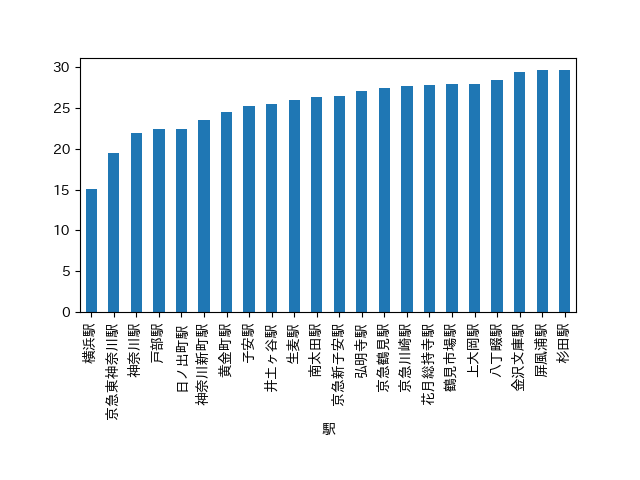 30
25
20
15
10
5
0
横浜駅
京急東神奈川駅
神奈川駅
戸部駅
日ノ出町駅
神奈川新町駅
黄金町駅
子安駅
井土ヶ谷駅
生麦駅
南太田駅
京急新子安駅
弘明寺駅
京急鶴見駅
京急川崎駅
花月総持寺駅
鶴見市場駅
上大岡駅
八丁畷駅
金沢文庫駅
屏風浦駅
杉田駅
駅